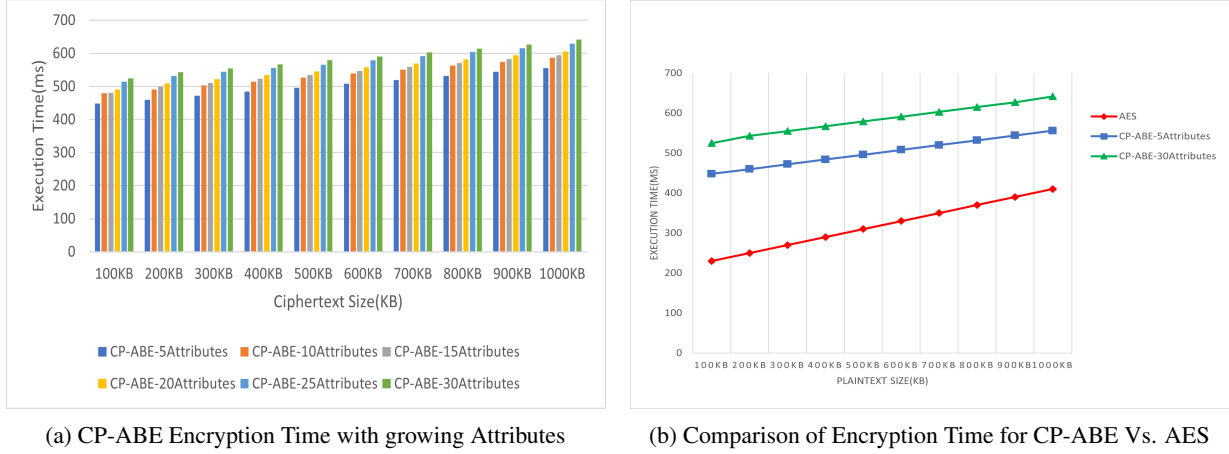 700
600
500
400
300
200
100
0
Execution Time(ms)
100KB 200KB 300KB 400KB 500KB 600KB 700KB 800KB 900KB 1000KB
Ciphertext Size(KB)
CP-ABE-5Attributes CP-ABE-10Attributes CP-ABE-15Attributes
CP-ABE-20Attributes CP-ABE-25Attributes CP-ABE-30Attributes
(a) CP-ABE Encryption Time with growing Attributes
700
600
500
400
300
200
100
0
EXECUTION TIME(MS)
100KB 200KB 300KB 400KB 500KB 600KB 700KB 800KB 900KB 1000KB
PLAINTEXT SIZE(KB)
AES
CP-ABE-5Attributes
CP-ABE-30Attributes
(b) Comparison of Encryption Time for CP-ABE Vs. AES